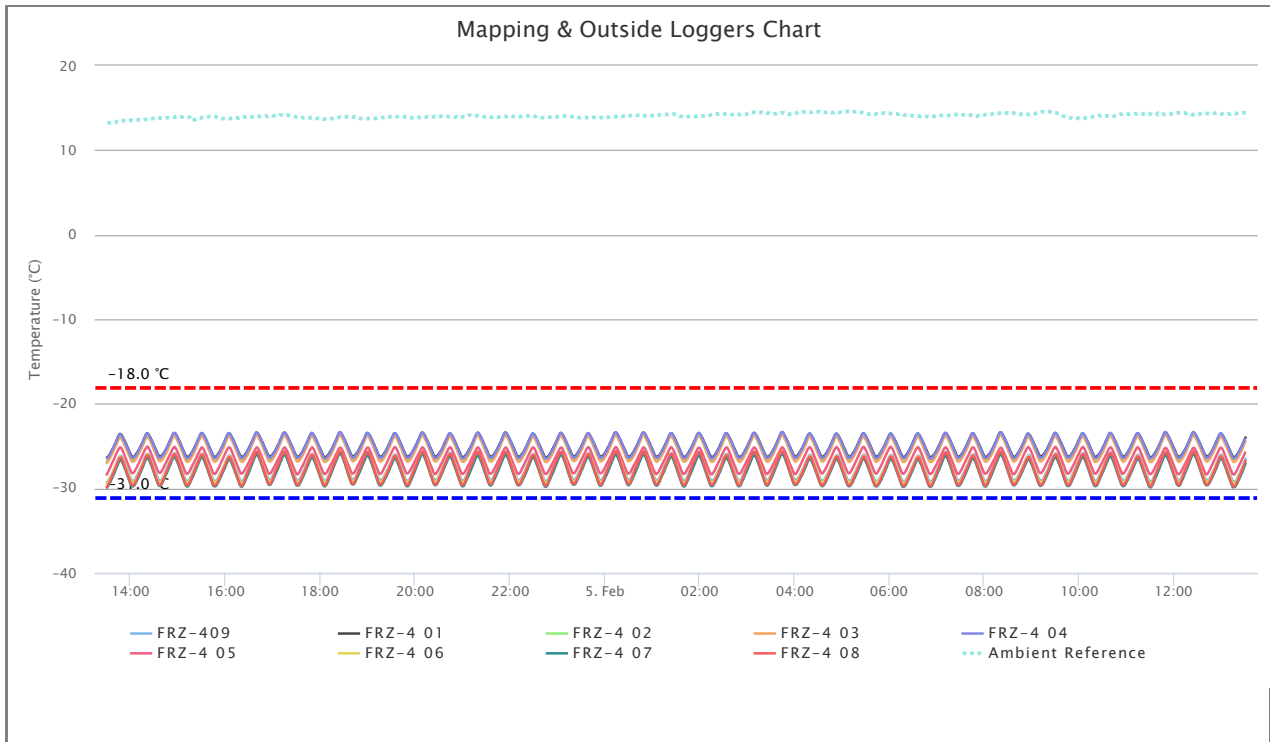 Mapping & Outside Loggers Chart
Temperature (°C)
20
10
0
−10
−20
−30
−40
−18.0 °C
−31.0 °C
14:00 16:00 18:00 20:00 22:00 5. Feb 02:00 04:00 06:00 08:00 10:00 12:00
FRZ−409 FRZ−4 01 FRZ−4 02 FRZ−4 03 FRZ−4 04
FRZ−4 05 FRZ−4 06 FRZ−4 07 FRZ−4 08 Ambient Reference